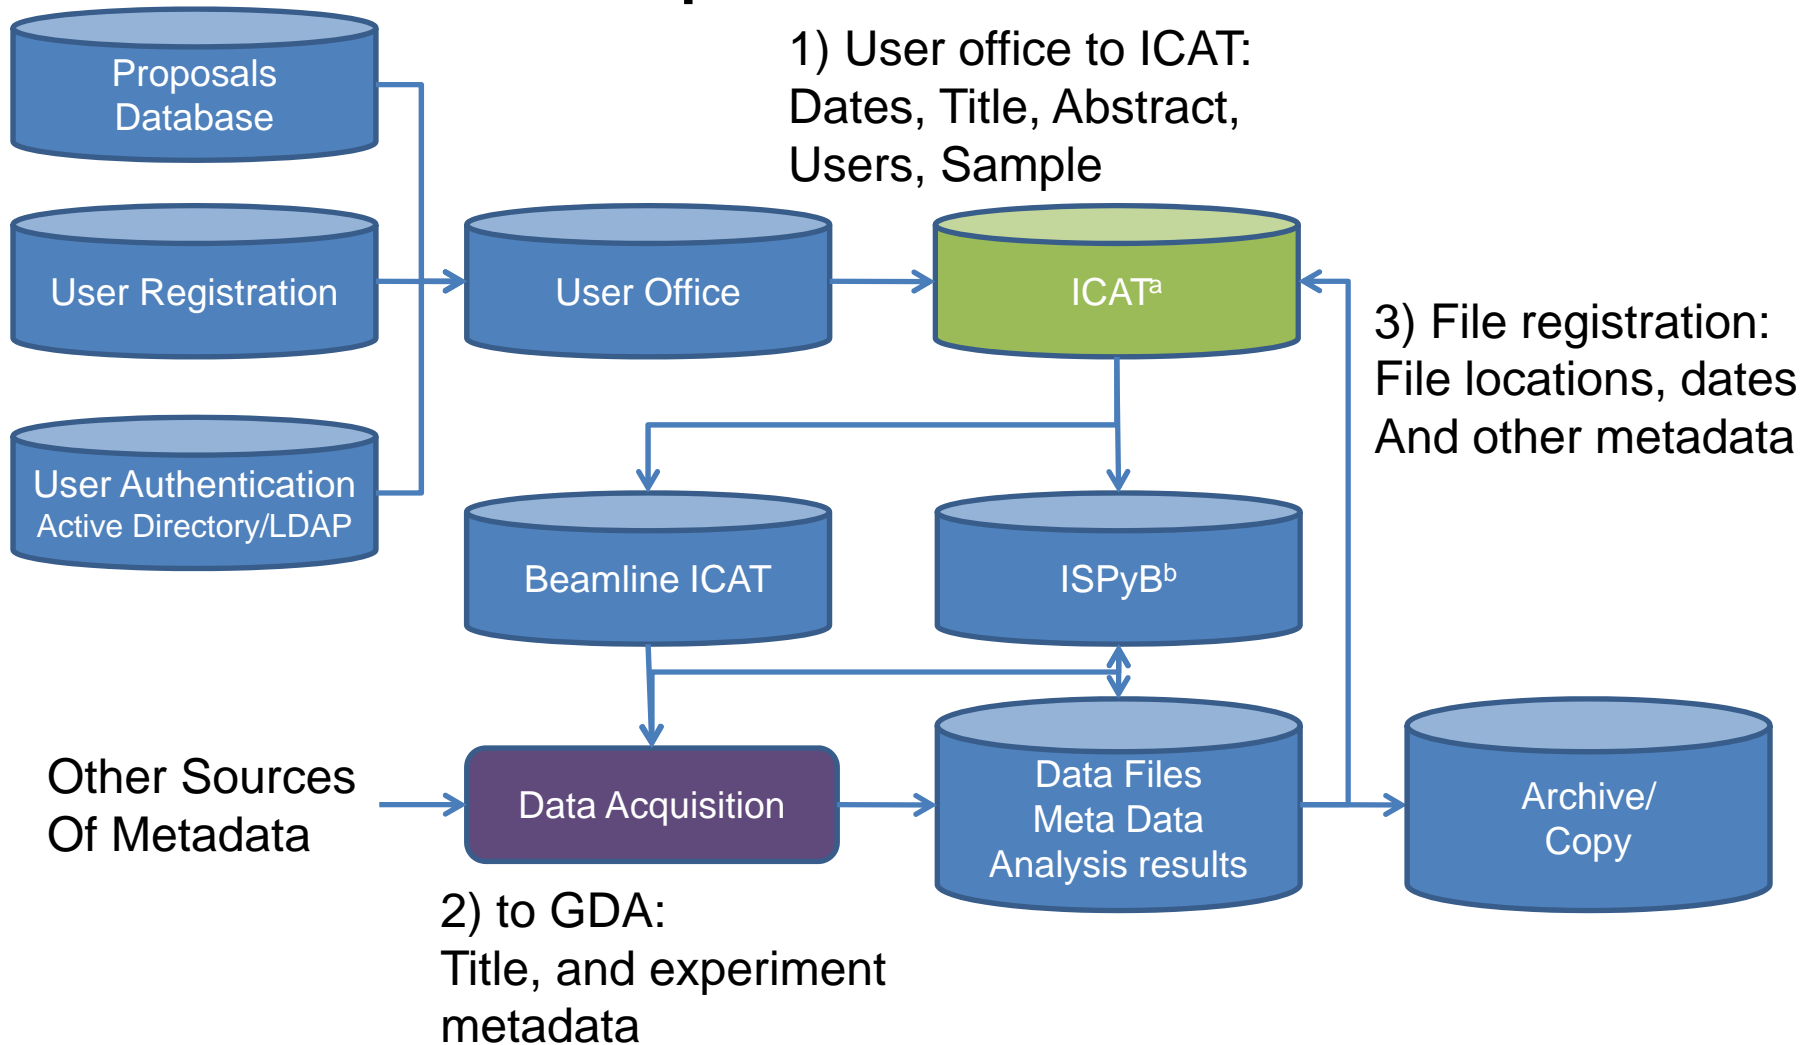 1) User office to ICAT:
Dates, Title, Abstract,
Users, Sample
Proposals
Database
User Registration
User Office
ICATᵃ
3) File registration:
File locations, dates
And other metadata
User Authentication
Active Directory/LDAP
Beamline ICAT
ISPyBᵇ
Other Sources
Of Metadata
Data Acquisition
Data Files
Meta Data
Analysis results
Archive/
Copy
2) to GDA:
Title, and experiment
metadata